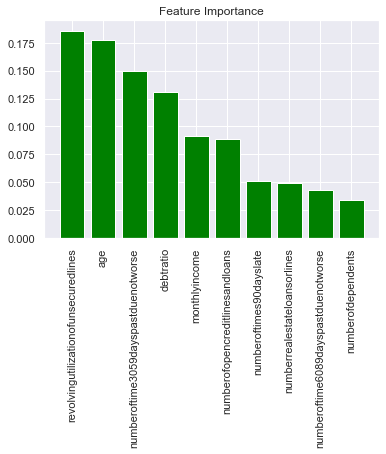 Feature Importance
0.175
0.150
0.125
0.100
0.075
0.050
0.025
0.000
revolvingutilizationofunsecuredlines
age
numberoftime3059dayspastduenotworse
debtratio
monthlyincome
numberofopencreditlinesandloans
numberoftimes90dayslate
numberrealestateloansorlines
numberoftime6089dayspastduenotworse
numberofdependents